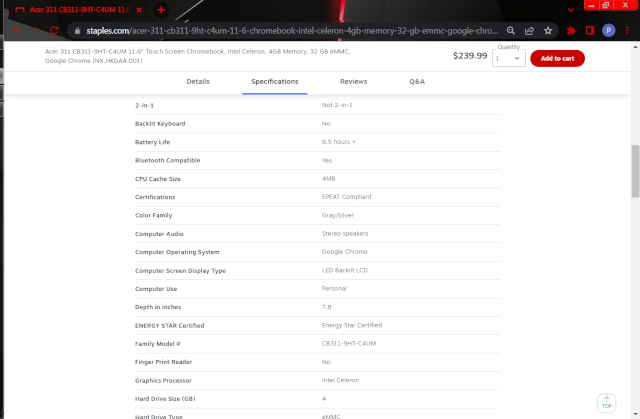 Acer 311 CB311-9HT-C4UM 11.6
staples.com/acer-311-cb311-9ht-c4um-11-6-chromebook-intel-celeron-4gb-memory-32-gb-emmc-google-chro...
P
Acer 311 CB311-9HT-C4UM 11.6" Touch Screen Chromebook, Intel Celeron, 4GB Memory, 32 GB eMMC,
Google Chrome (NX.HKGAA.001)
$239.99
Quantity
1
Add to cart
Details Specifications Reviews Q&A
2-in-1 Not 2-in-1
Backlit Keyboard No
Battery Life 8.5 hours +
Bluetooth Compatible Yes
CPU Cache Size 4MB
Certifications EPEAT Compliant
Color Family Gray/Silver
Computer Audio Stereo speakers
Computer Operating System Google Chrome
Computer Screen Display Type LED Backlit LCD
Computer Use Personal
Depth in Inches 7.8
ENERGY STAR Certified Energy Star Certified
Family Model # CB311-9HT-C4UM
Finger Print Reader No
Graphics Processor Intel Celeron
Hard Drive Size (GB) 4
Hard Drive Type eMMC
TOP